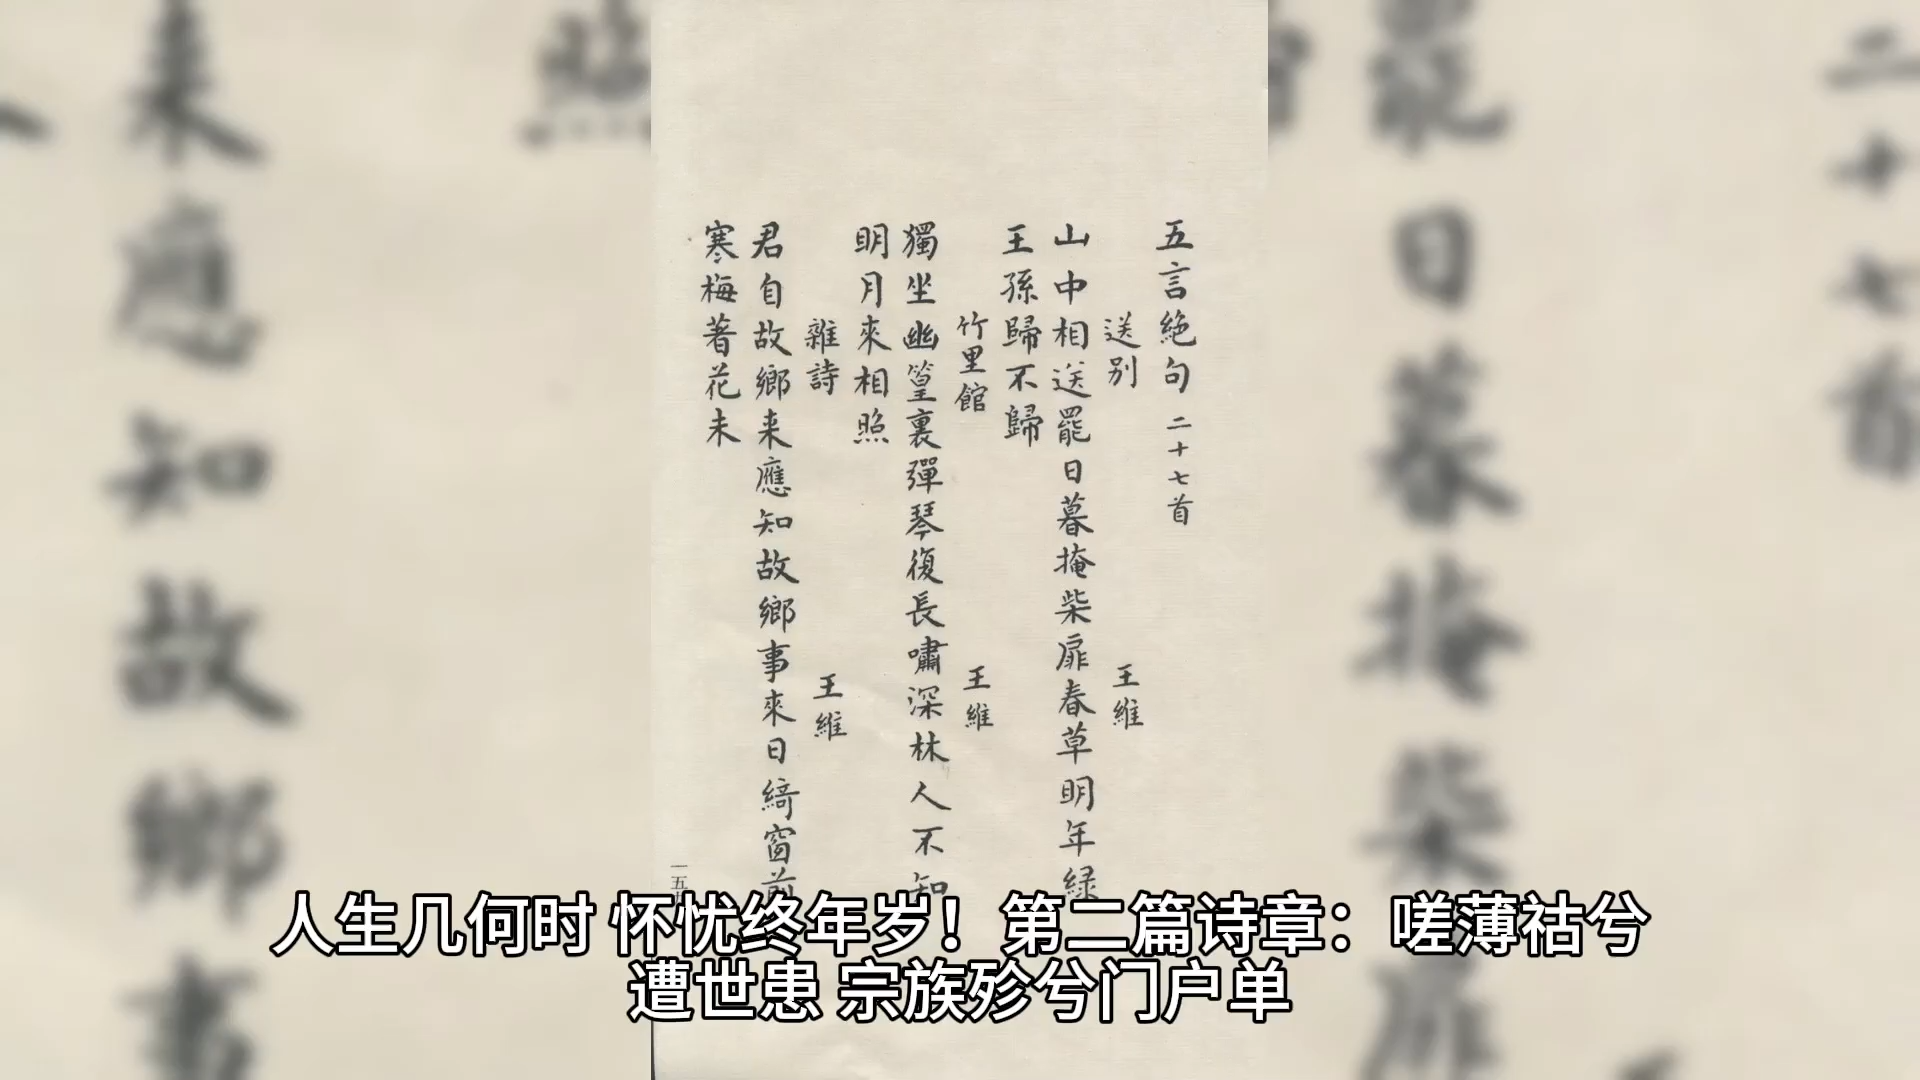 五言絕句 二十七首
送别 王維
山中相送罷日暮掩柴扉春草明年緑
王孫歸不歸
竹里館 王維
獨坐幽篁裏彈琴復長嘯深林人不知
明月來相照
雜詩 王維
君自故鄉来應知故鄉事來日綺窗前
寒梅著花未
人生几何时 怀忧终年岁！第二篇诗章：嗟薄祜兮
遭世患 宗族殄兮门户单